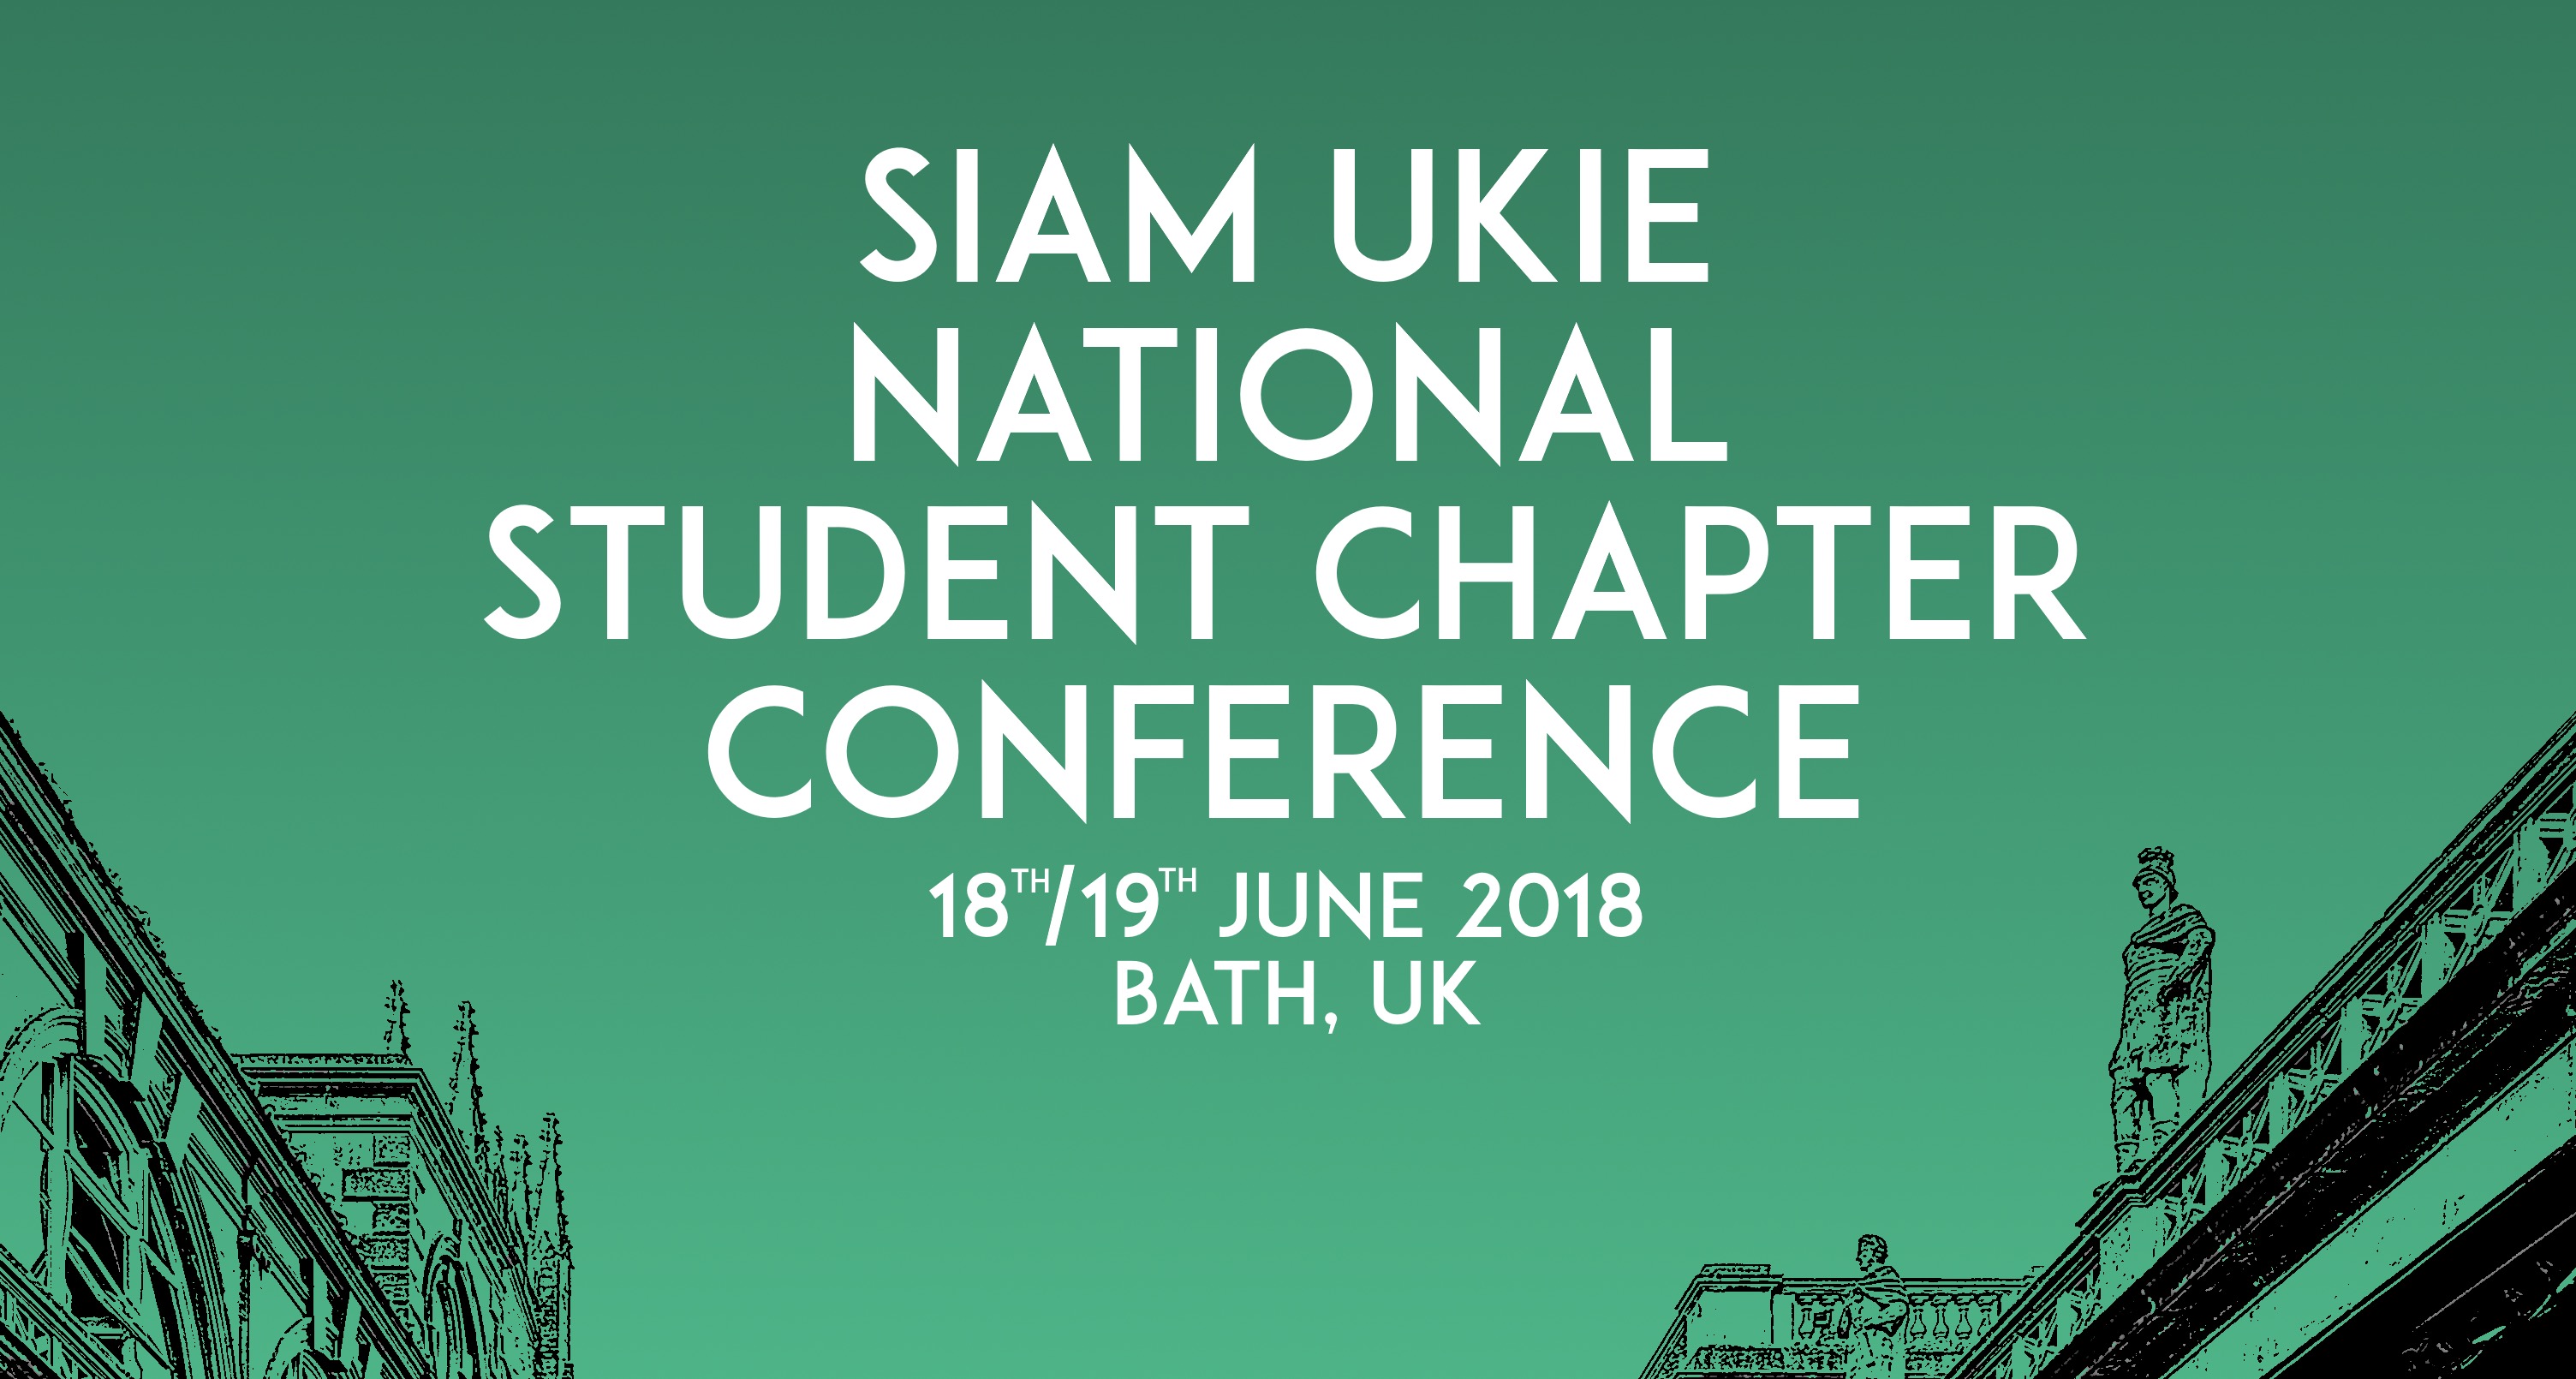 SIAM UKIE
NATIONAL
STUDENT CHAPTER
CONFERENCE
18TH/19TH JUNE 2018
BATH, UK